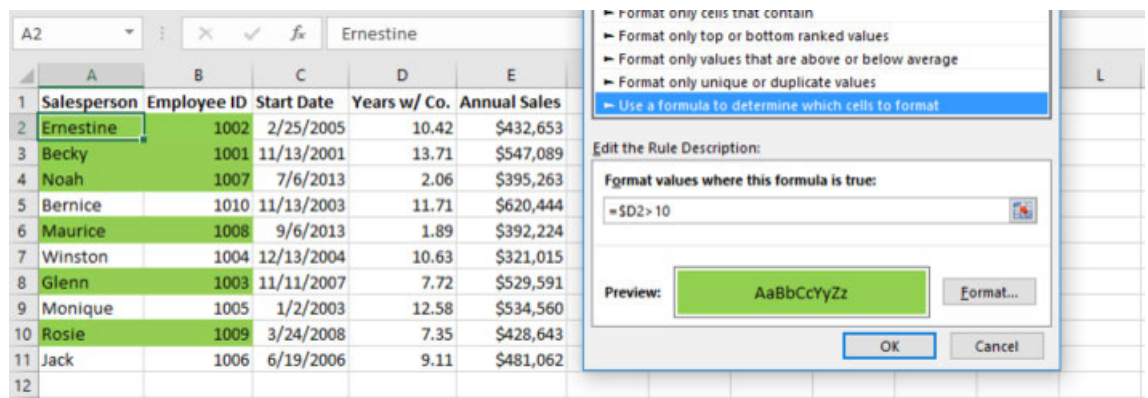 A2 fx Ernestine
A B C D E L
1 Salesperson Employee ID Start Date Years w/ Co. Annual Sales
2 Ernestine 1002 2/25/2005 10.42 $432,653
3 Becky 1001 11/13/2001 13.71 $547,089
4 Noah 1007 7/6/2013 2.06 $395,263
5 Bernice 1010 11/13/2003 11.71 $620,444
6 Maurice 1008 9/6/2013 1.89 $392,224
7 Winston 1004 12/13/2004 10.63 $321,015
8 Glenn 1003 11/11/2007 7.72 $529,591
9 Monique 1005 1/2/2003 12.58 $534,560
10 Rosie 1009 3/24/2008 7.35 $428,643
11 Jack 1006 6/19/2006 9.11 $481,062
12
► Format only cells that contain
► Format only top or bottom ranked values
► Format only values that are above or below average
► Format only unique or duplicate values
► Use a formula to determine which cells to format
Edit the Rule Description:
Format values where this formula is true:
=$D2>10
Preview: AaBbCcYyZz Format...
OK Cancel